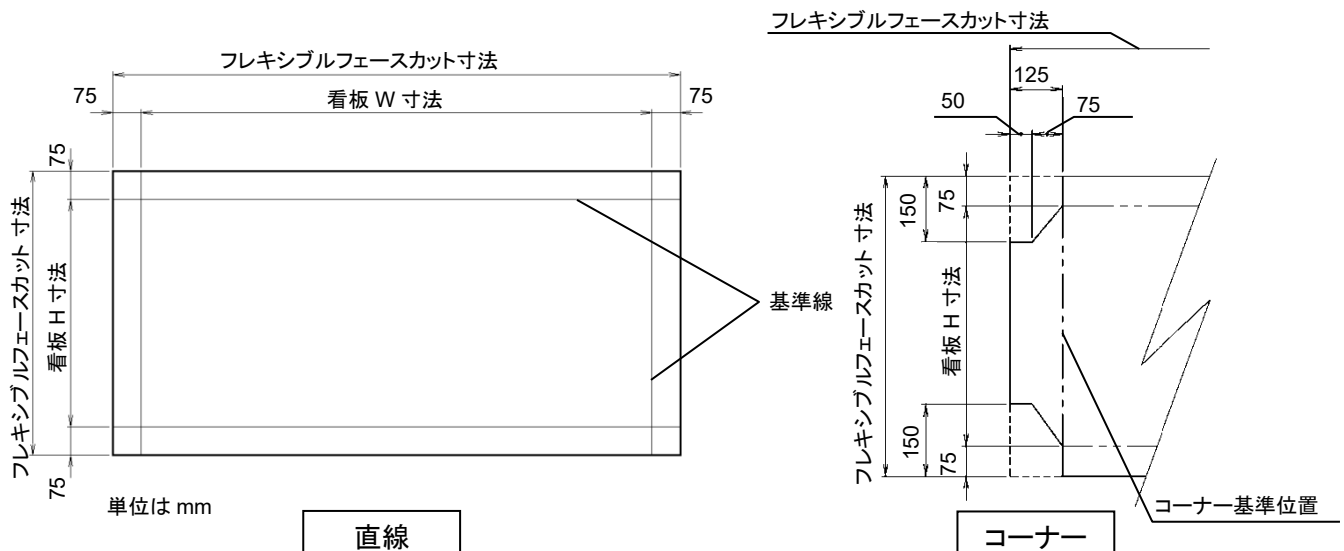 フレキシブルフェースカット寸法
75
看板 W 寸法
75
75
フレキシブルフェースカット 寸法
看板 H 寸法
75
基準線
単位は mm
直線
フレキシブルフェースカット寸法
125
50
75
フレキシブルフェースカット 寸法
150
75
看板 H 寸法
150
75
コーナー基準位置
コーナー